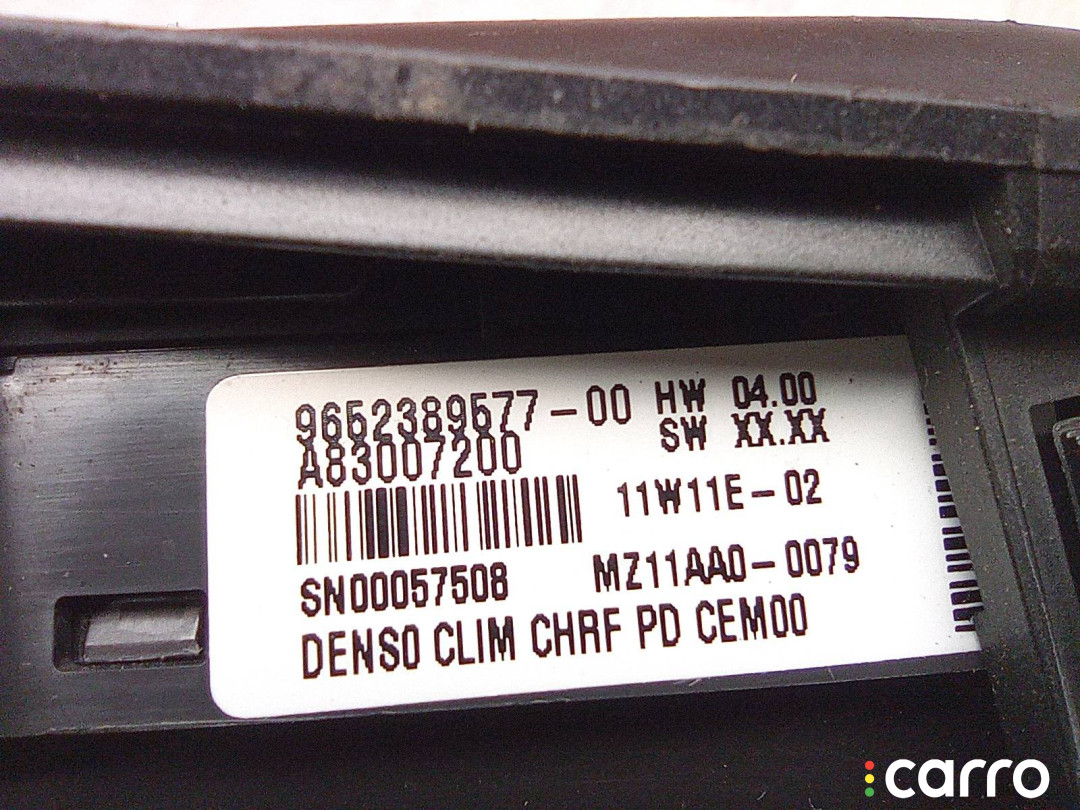 9652389577-00 HW 04.00
A83007200 SW XX.XX
11W11E-02
SN00057508 MZ11AA0-0079
DENSO CLIM CHRF PD CEM00
carro